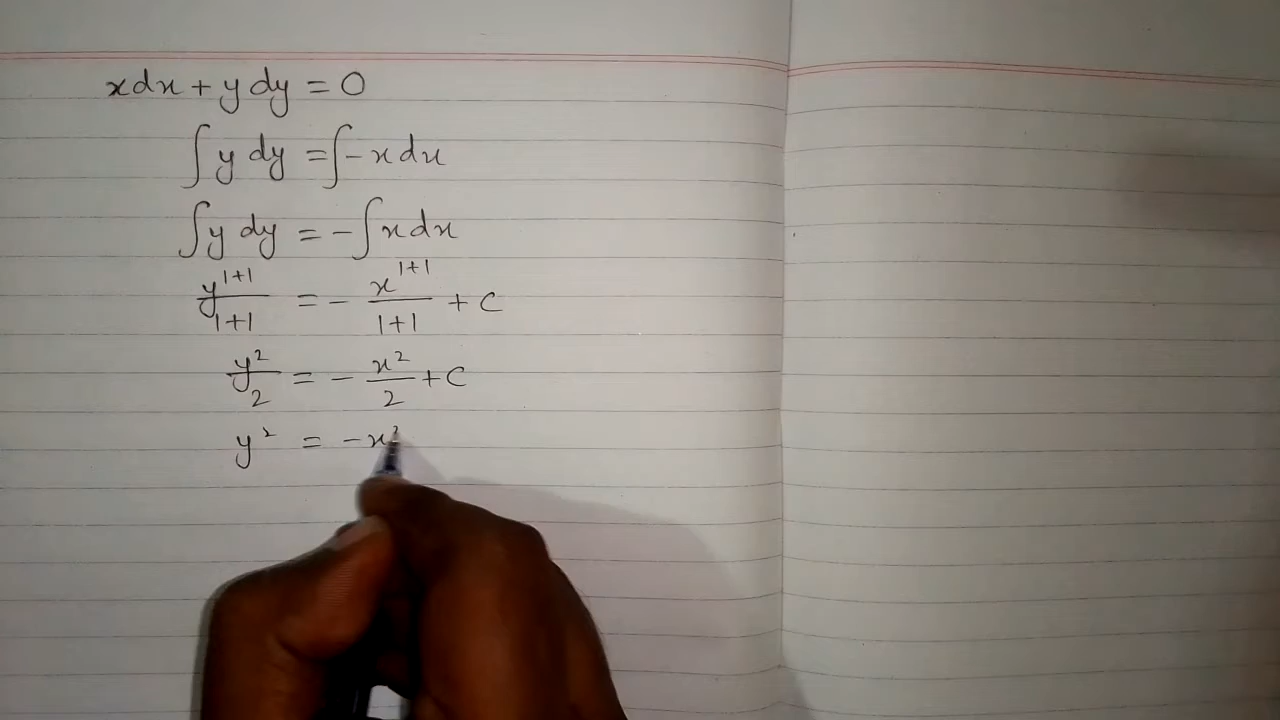 xdx + y dy = 0
∫ y dy = ∫ -x dx
∫ y dy = - ∫ x dx
y^{1+1}/1+1 = - x^{1+1}/1+1 + c
y²/2 = - x²/2 + c
y² = -x²